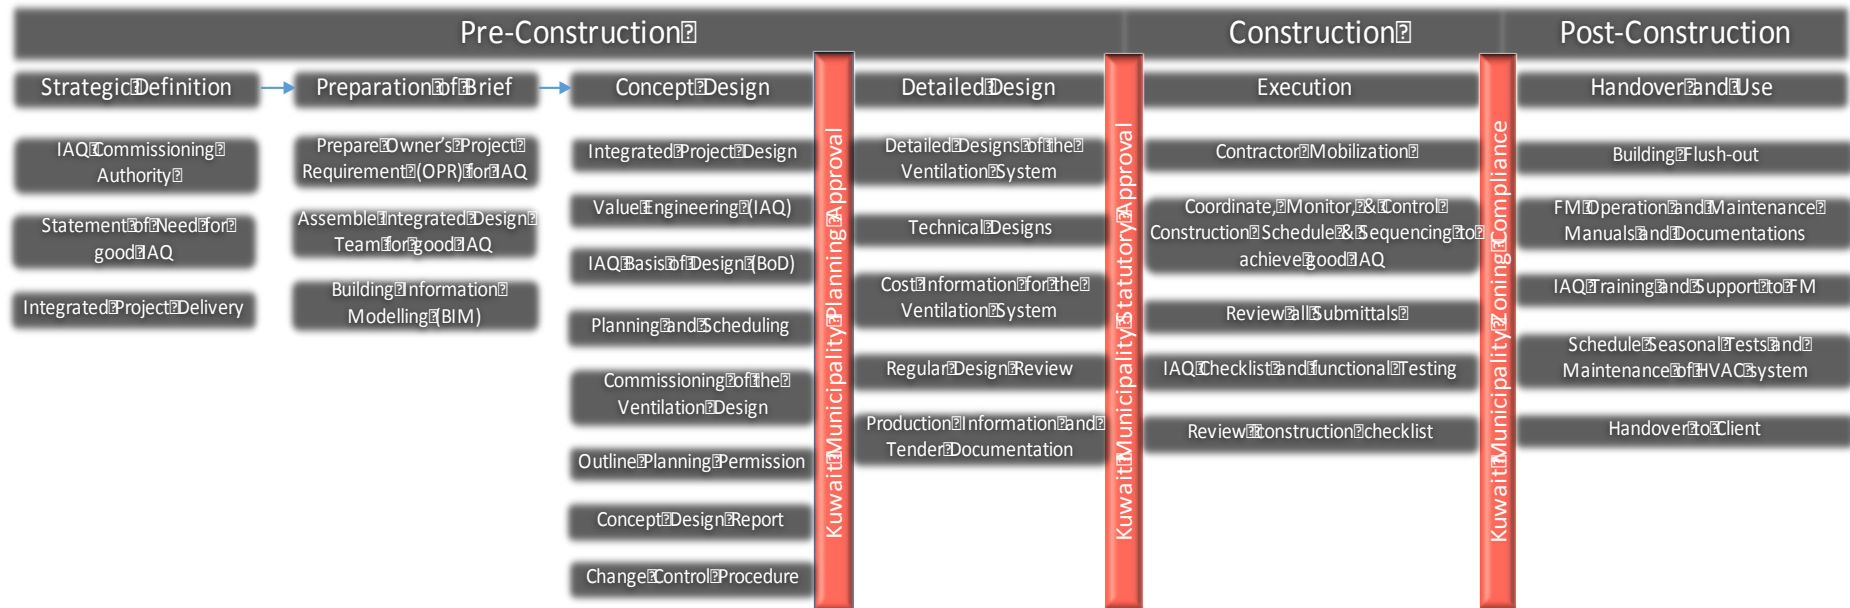 Pre-Construction
Construction
Post-Construction
Strategic Definition
Preparation of Brief
Concept Design
Detailed Design
Execution
Handover and Use
IAQ Commissioning
Authority
Statement of Need for
good IAQ
Integrated Project Delivery
Prepare Owner's Project
Requirement (OPR) for IAQ
Assemble Integrated Design
Team for good IAQ
Building Information
Modelling (BIM)
Integrated Project Design
Value Engineering (IAQ)
IAQ Basis of Design (BoD)
Planning and Scheduling
Commissioning of the
Ventilation Design
Outline Planning Permission
Concept Design Report
Change Control Procedure
Kuwait Municipality Planning Approval
Detailed Designs of the
Ventilation System
Technical Designs
Cost Information for the
Ventilation System
Regular Design Review
Production Information and
Tender Documentation
Kuwait Municipality Statutory Approval
Contractor Mobilization
Coordinate, Monitor, & Control
Construction Schedule & Sequencing to
achieve good IAQ
Review all Submittals
IAQ Checklist and functional Testing
Review construction checklist
Kuwait Municipality Zoning Compliance
Building Flush-out
FM Operation and Maintenance
Manuals and Documentations
IAQ Training and Support to FM
Schedule Seasonal Tests and
Maintenance of HVAC system
Handover to Client